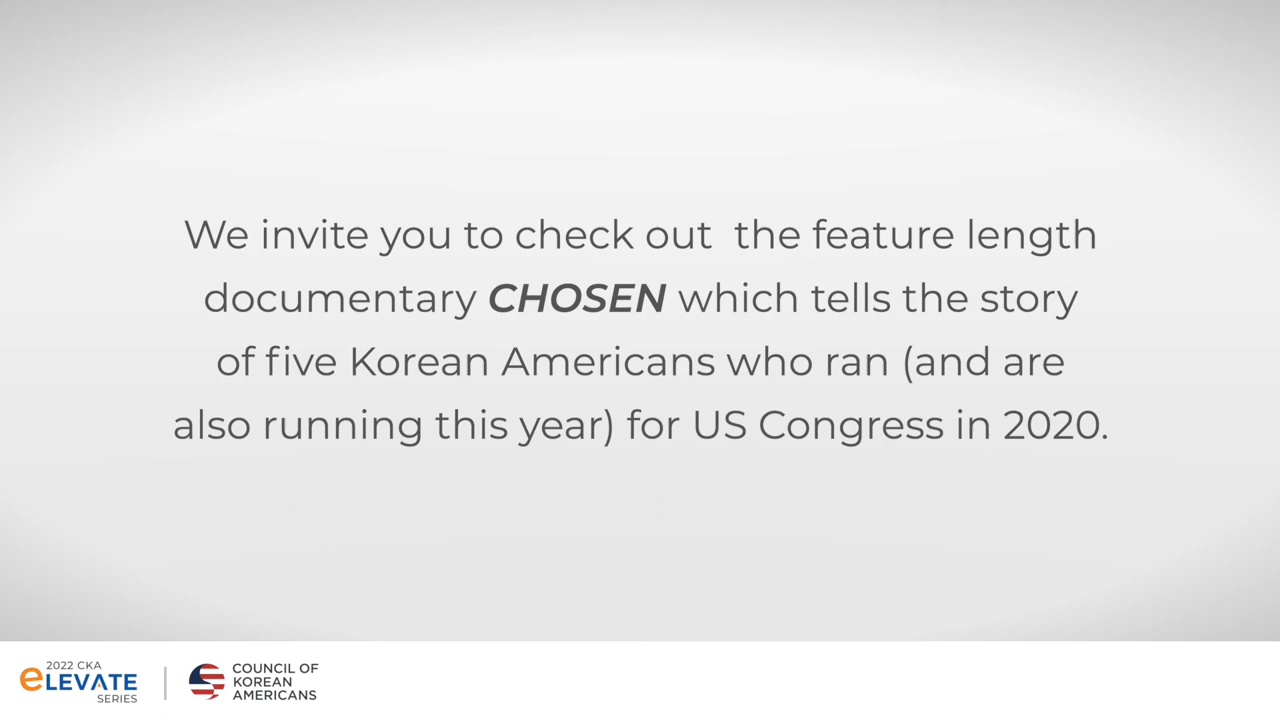 We invite you to check out  the feature length
documentary CHOSEN which tells the story
of five Korean Americans who ran (and are
also running this year) for US Congress in 2020.
2022 CKA
eLEVATE
SERIES
COUNCIL OF
KOREAN
AMERICANS